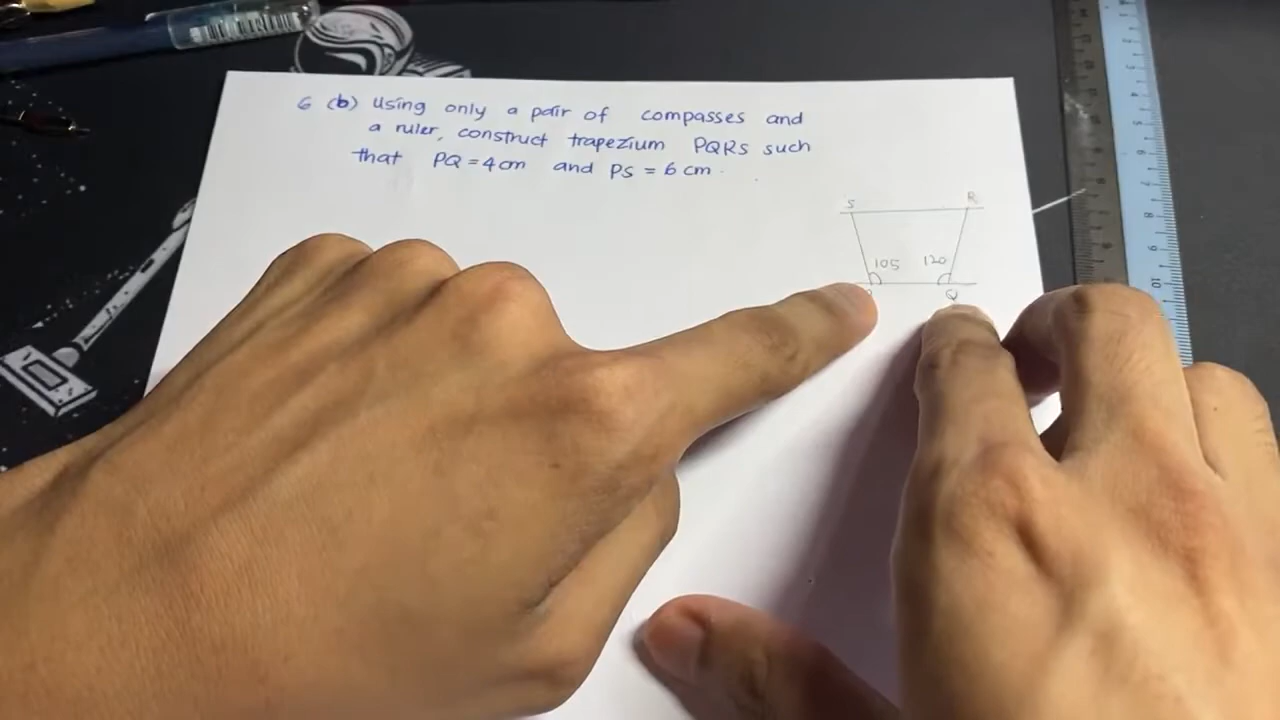 6 (b) Using only a pair of compasses and
a ruler, construct trapezium PQRS such
that PQ = 4 cm and PS = 6 cm.
S R
105 120
Q